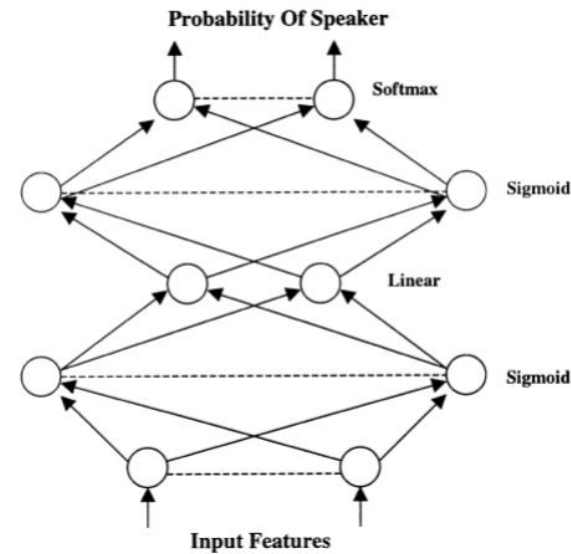 Probability Of Speaker
Softmax
Sigmoid
Linear
Sigmoid
Input Features